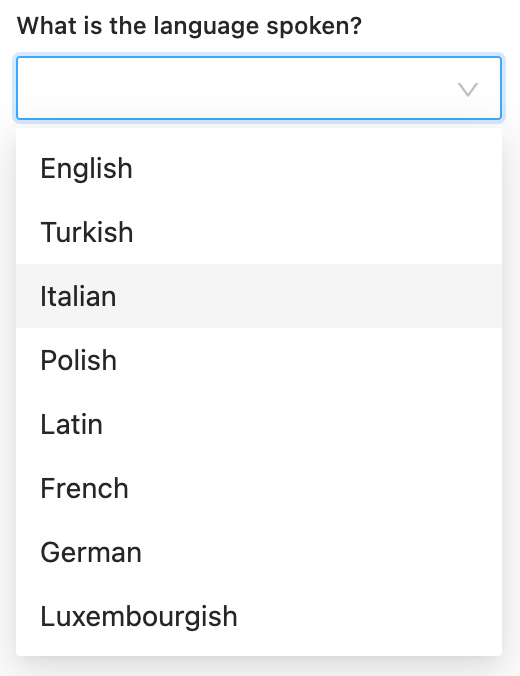 What is the language spoken?
English
Turkish
Italian
Polish
Latin
French
German
Luxembourgish